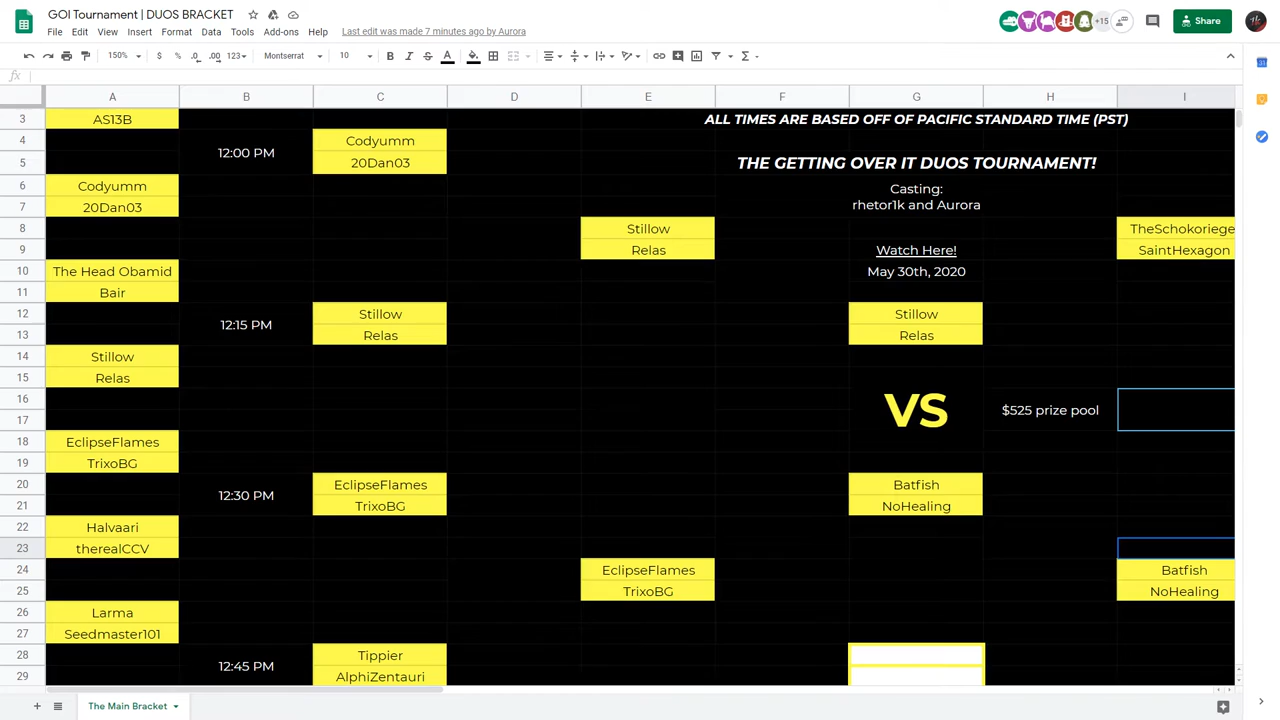 GOI Tournament | DUOS BRACKET
File Edit View Insert Format Data Tools Add-ons Help Last edit was made 7 minutes ago by Aurora
+15
Share
150% $ % .0 .00 123 Montserrat 10 B I S A
fx
A B C D E F G H I
3 AS13B ALL TIMES ARE BASED OFF OF PACIFIC STANDARD TIME (PST)
4 Codyumm
12:00 PM
5 20Dan03 THE GETTING OVER IT DUOS TOURNAMENT!
6 Codyumm Casting:
7 20Dan03 rhetor1k and Aurora
8 Stillow TheSchokoriege
9 Relas Watch Here! SaintHexagon
10 The Head Obamid May 30th, 2020
11 Bair
12 Stillow Stillow
12:15 PM
13 Relas Relas
14 Stillow
15 Relas
16
VS $525 prize pool
17
18 EclipseFlames
19 TrixoBG
20 EclipseFlames Batfish
12:30 PM
21 TrixoBG NoHealing
22 Halvaari
23 therealCCV
24 EclipseFlames Batfish
25 TrixoBG NoHealing
26 Larma
27 Seedmaster101
28 Tippier
12:45 PM
29 AlphiZentauri
The Main Bracket